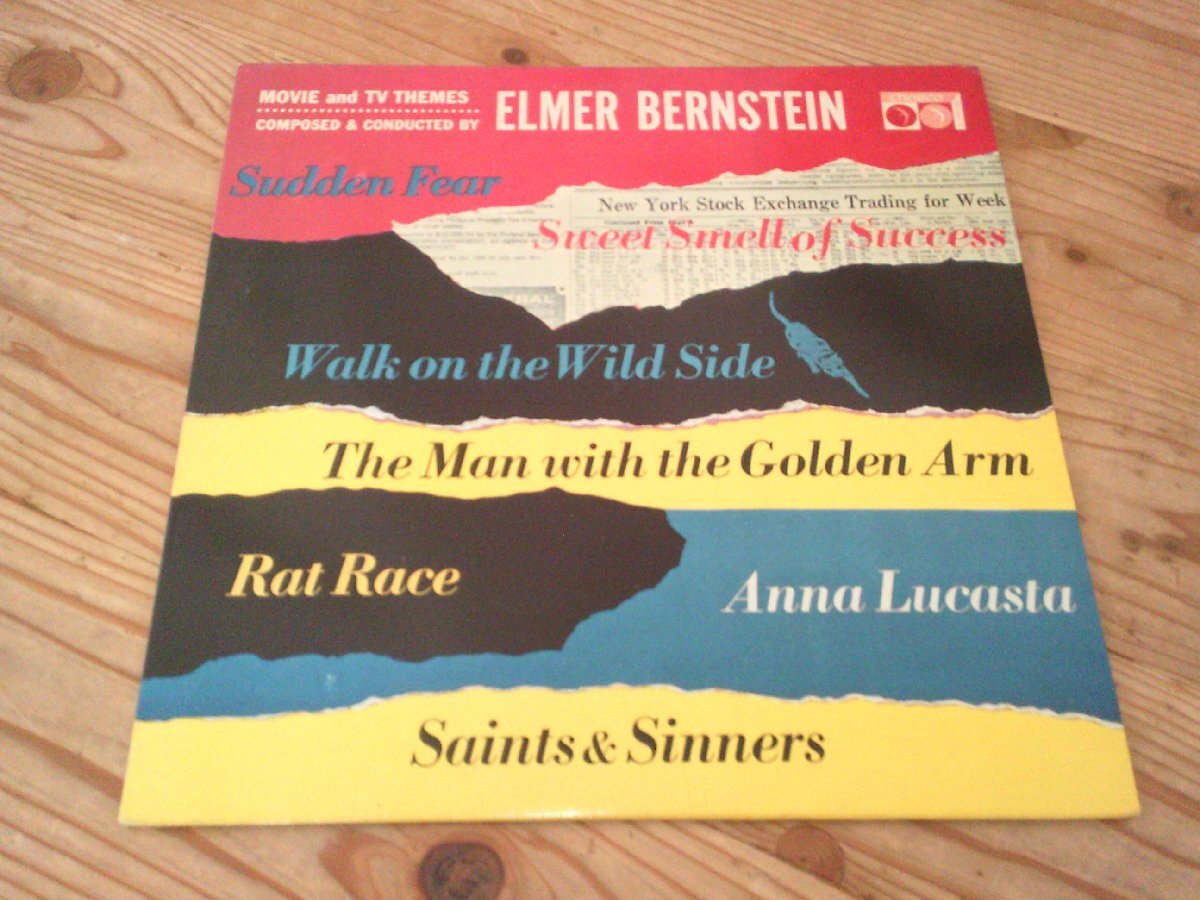 MOVIE and TV THEMES
COMPOSED & CONDUCTED BY
ELMER BERNSTEIN
Sudden Fear
New York Stock Exchange Trading for Week
Sweet Smell of Success
Walk on the Wild Side
The Man with the Golden Arm
Rat Race
Anna Lucasta
Saints & Sinners